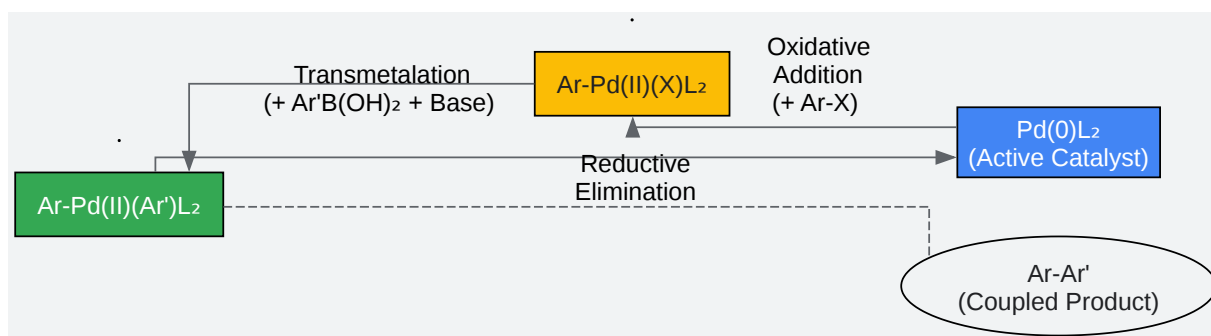 Oxidative
Addition
(+ Ar-X)
Transmetalation
(+ Ar'B(OH)₂ + Base)
Ar-Pd(II)(X)L₂
Pd(0)L₂
(Active Catalyst)
Reductive
Elimination
Ar-Pd(II)(Ar')L₂
Ar-Ar'
(Coupled Product)